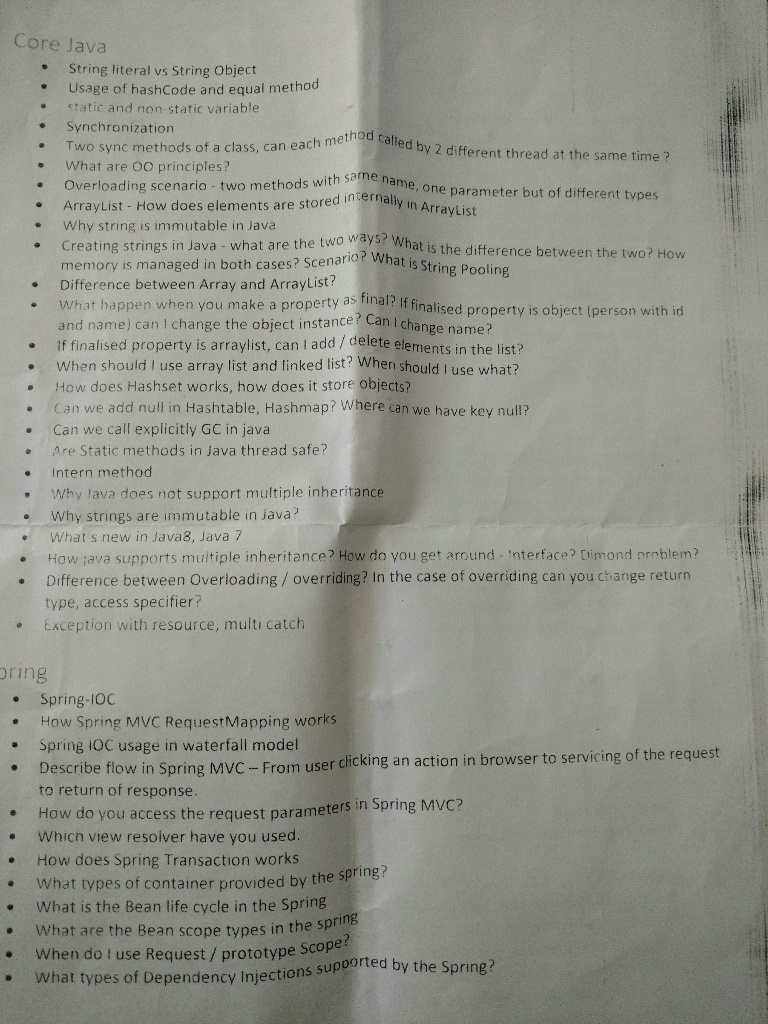 Core Java
• String literal vs String Object
• Usage of hashCode and equal method
• static and non-static variable
• Synchronization
• Two sync methods of a class, can each method called by 2 different thread at the same time ?
• What are OO principles?
• Overloading scenario - two methods with same name, one parameter but of different types
• ArrayList - How does elements are stored internally in ArrayList
• Why string is immutable in Java
• Creating strings in Java - what are the two ways? What is the difference between the two? How
memory is managed in both cases? Scenario? What is String Pooling
• Difference between Array and ArrayList?
• What happen when you make a property as final? If finalised property is object (person with id
and name) can I change the object instance? Can I change name?
• If finalised property is arraylist, can I add / delete elements in the list?
• When should I use array list and linked list? When should I use what?
• How does Hashset works, how does it store objects?
• Can we add null in Hashtable, Hashmap? Where can we have key null?
• Can we call explicitly GC in java
• Are Static methods in Java thread safe?
• Intern method
• Why Java does not support multiple inheritance
• Why strings are immutable in Java?
• What's new in Java8, Java 7
• How java supports multiple inheritance? How do you get around - Interface? Dimond problem?
• Difference between Overloading / overriding? In the case of overriding can you change return
type, access specifier?
• Exception with resource, multi catch
pring
• Spring-IOC
• How Spring MVC RequestMapping works
• Spring IOC usage in waterfall model
• Describe flow in Spring MVC – From user clicking an action in browser to servicing of the request
to return of response.
• How do you access the request parameters in Spring MVC?
• Which view resolver have you used.
• How does Spring Transaction works
• What types of container provided by the spring?
• What is the Bean life cycle in the Spring
• What are the Bean scope types in the spring
• When do I use Request / prototype Scope?
• What types of Dependency Injections supported by the Spring?